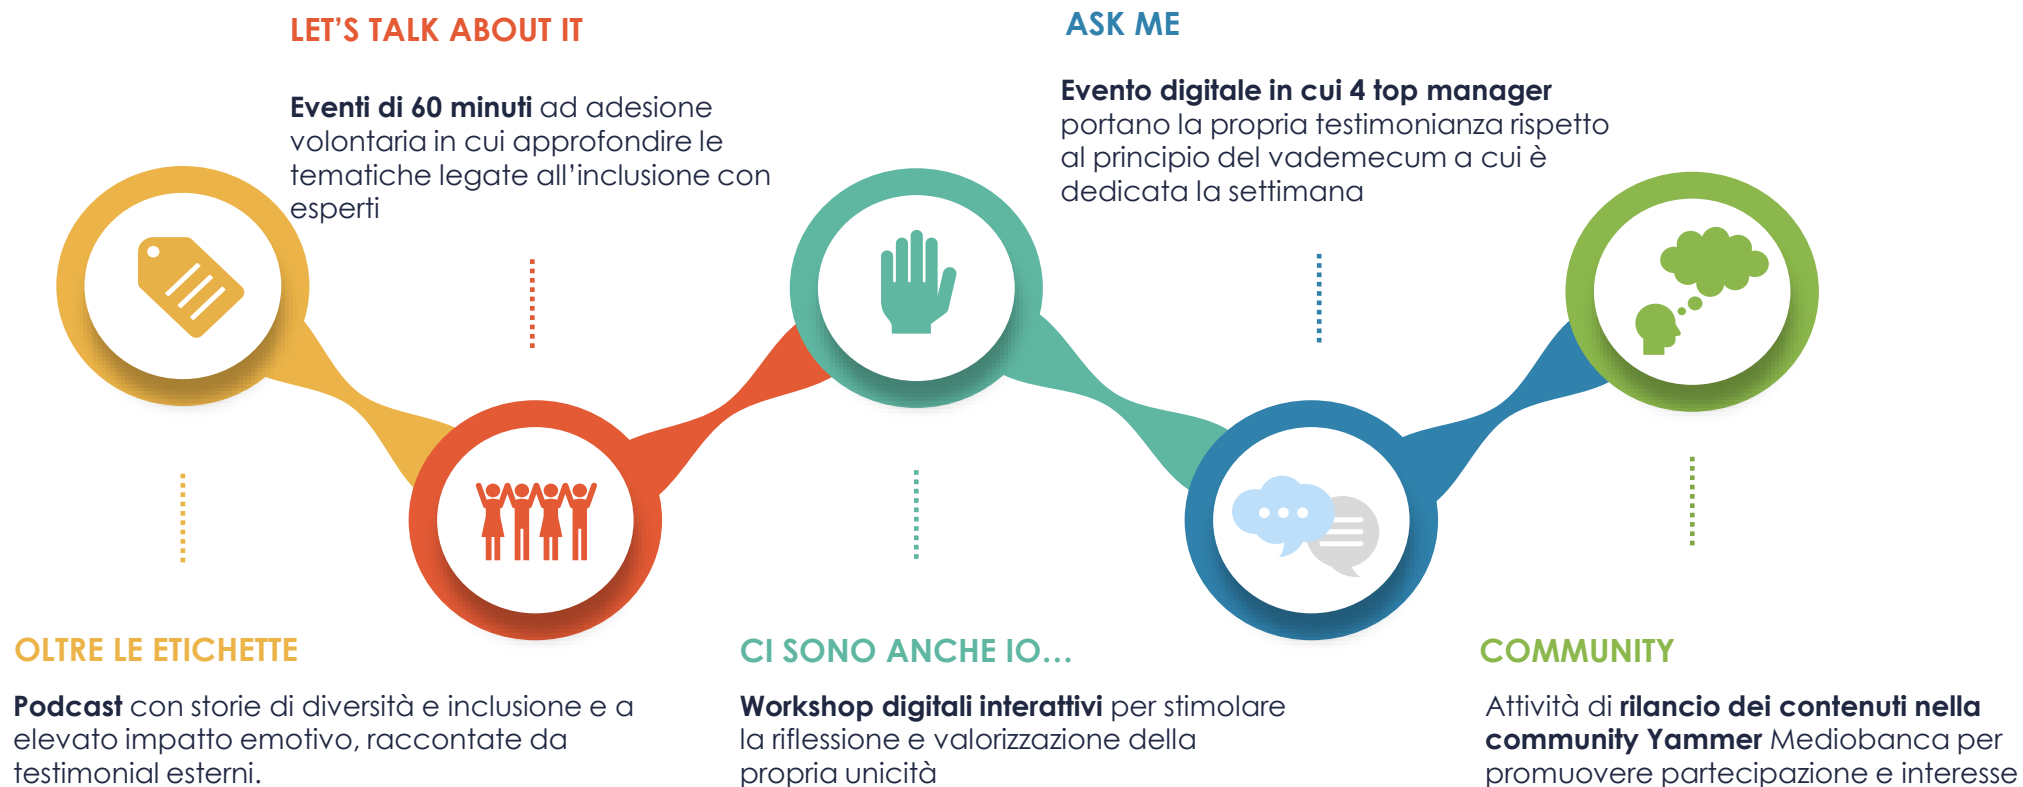 LET'S TALK ABOUT IT
Eventi di 60 minuti ad adesione
volontaria in cui approfondire le
tematiche legate all'inclusione con
esperti
ASK ME
Evento digitale in cui 4 top manager
portano la propria testimonianza rispetto
al principio del vademecum a cui è
dedicata la settimana
OLTRE LE ETICHETTE
Podcast con storie di diversità e inclusione e a
elevato impatto emotivo, raccontate da
testimonial esterni.
CI SONO ANCHE IO...
Workshop digitali interattivi per stimolare
la riflessione e valorizzazione della
propria unicità
COMMUNITY
Attività di rilancio dei contenuti nella
community Yammer Mediobanca per
promuovere partecipazione e interesse